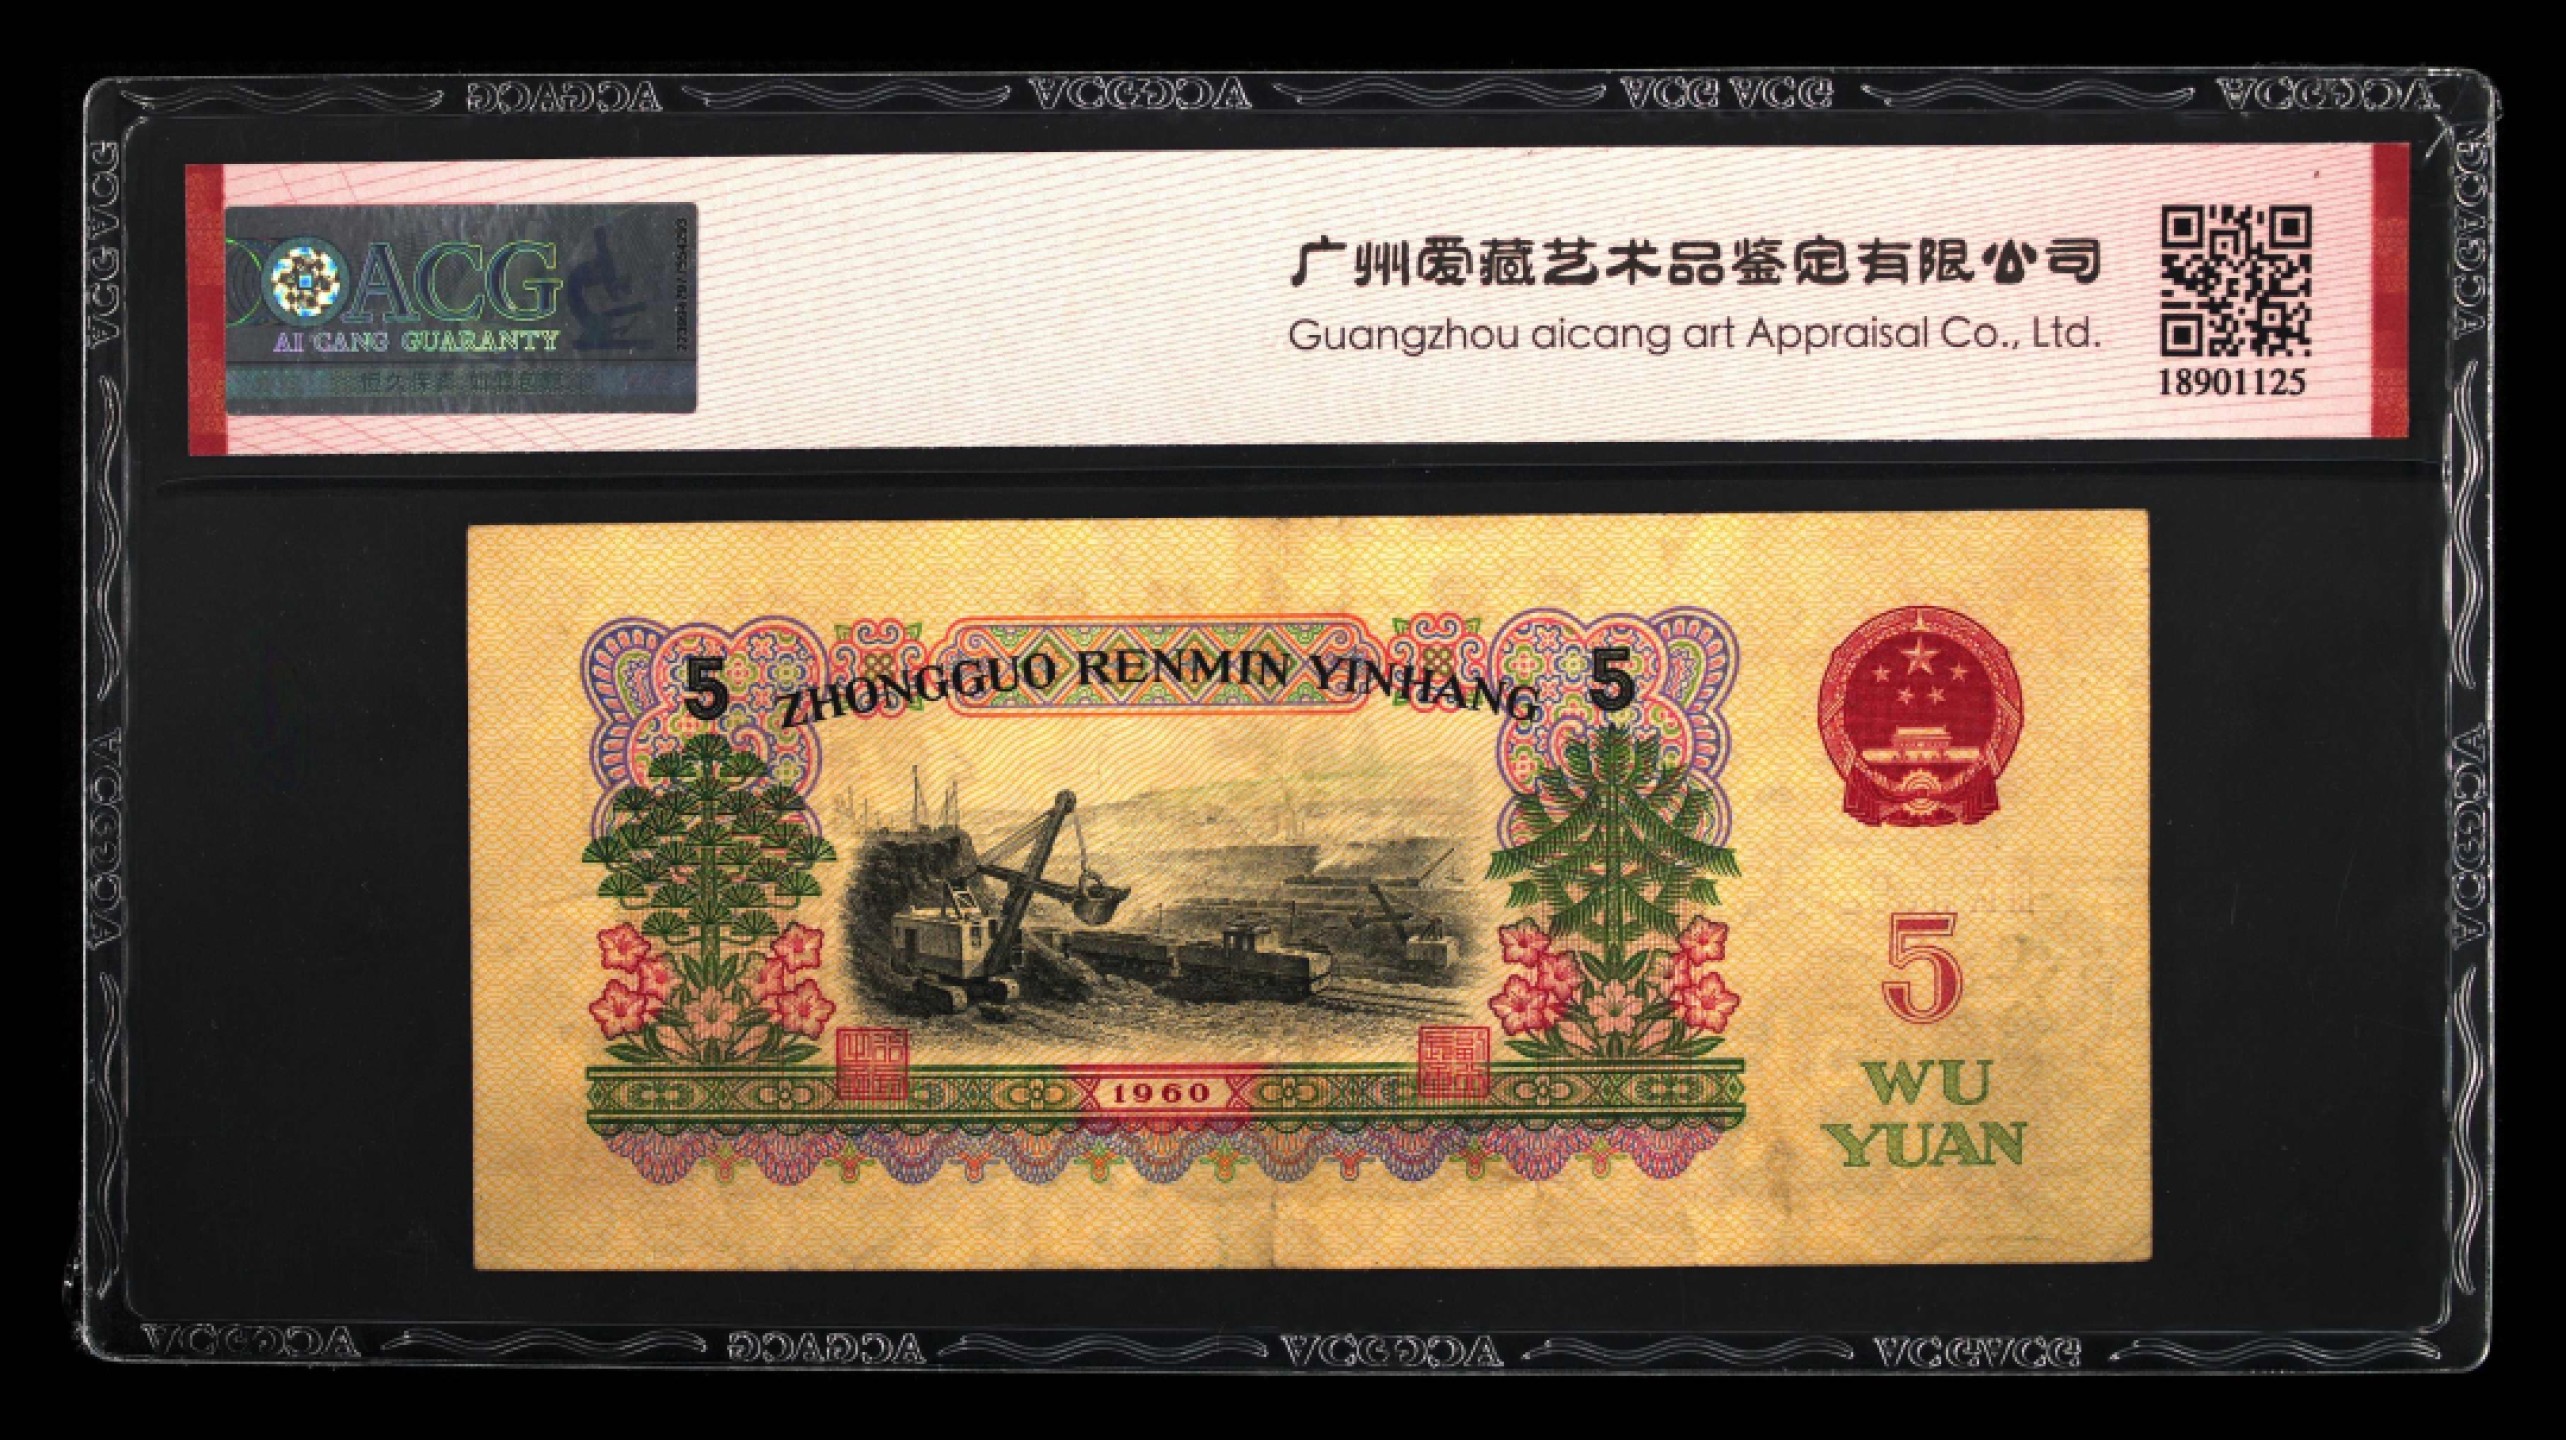 ACG
AI CANG GUARANTY
广州爱藏艺术品鉴定有限公司
Guangzhou aicang art Appraisal Co., Ltd.
18901125
5 ZHONGGUO RENMIN YINHANG 5
5
WU
YUAN
1960